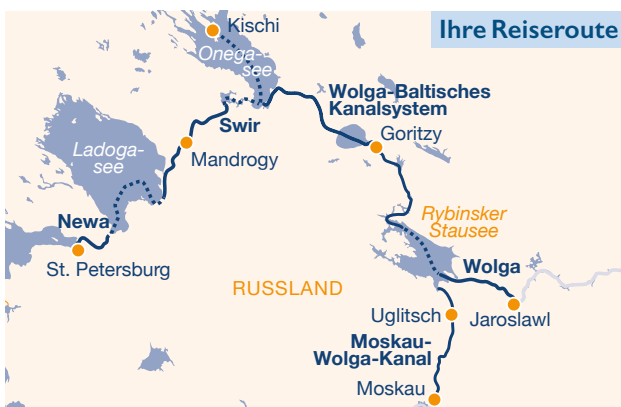 Ihre Reiseroute
Kischi
Onega-
see
Wolga-Baltisches
Kanalsystem
Swir
Goritzy
Ladoga-
see
Mandrogy
Newa
Rybinsker
Stausee
St. Petersburg
Wolga
RUSSLAND
Uglitsch
Jaroslawl
Moskau-
Wolga-Kanal
Moskau